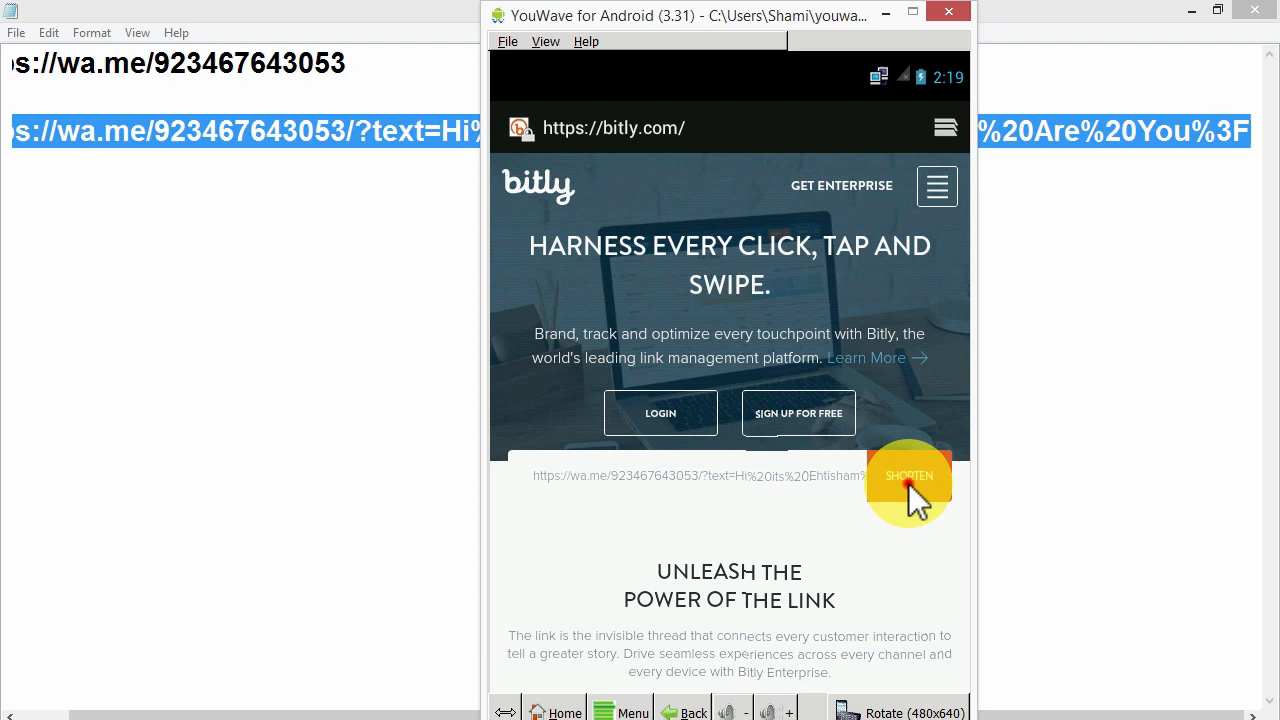 YouWave for Android (3.31) - C:\Users\Shami\youwa...
File Edit Format View Help
File View Help
ps://wa.me/923467643053
2:19
https://bitly.com/
ps://wa.me/923467643053/?text=Hi% %20Are%20You%3F
bitly
GET ENTERPRISE
HARNESS EVERY CLICK, TAP AND
SWIPE.
Brand, track and optimize every touchpoint with Bitly, the
world's leading link management platform. Learn More →
LOGIN
SIGN UP FOR FREE
https://wa.me/923467643053/?text=Hi%20its%20Ehtisham%
SHORTEN
UNLEASH THE
POWER OF THE LINK
The link is the invisible thread that connects every customer interaction to
tell a greater story. Drive seamless experiences across every channel and
every device with Bitly Enterprise.
Home Menu Back - + Rotate (480x640)